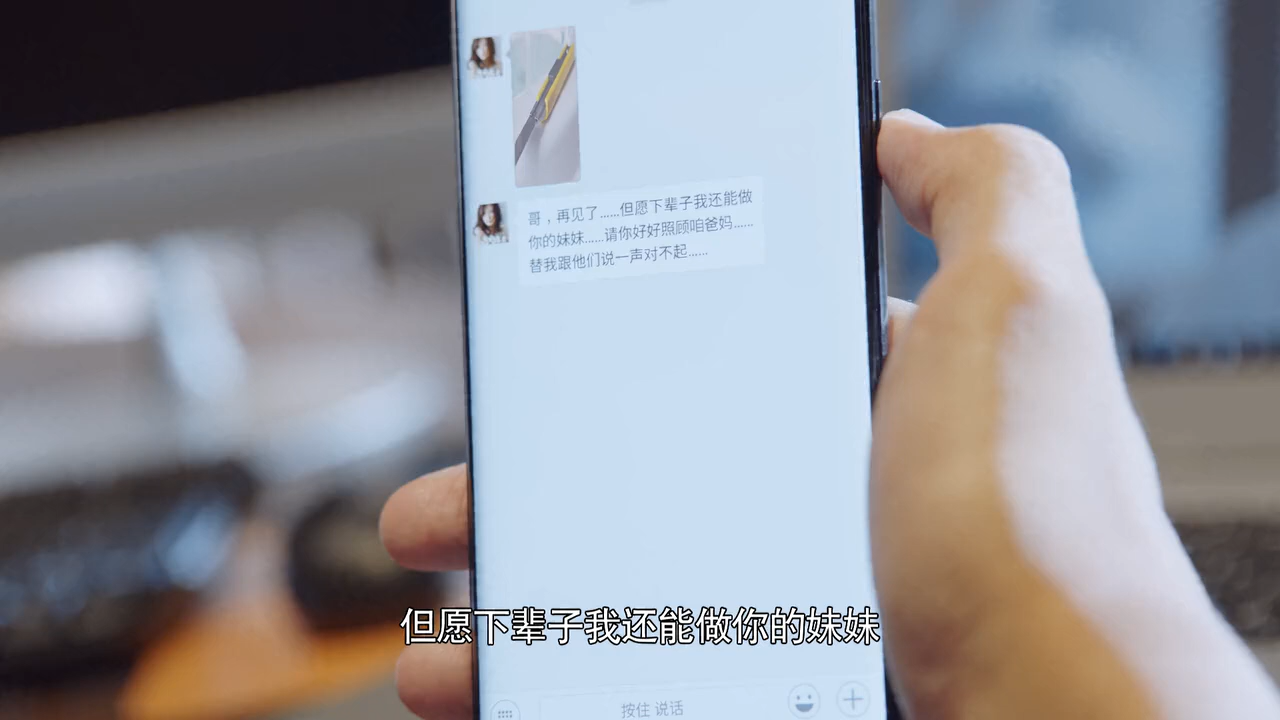 哥，再见了……但愿下辈子我还能做
你的妹妹……请你好好照顾咱爸妈……
替我跟他们说一声对不起……
但愿下辈子我还能做你的妹妹
按住 说话